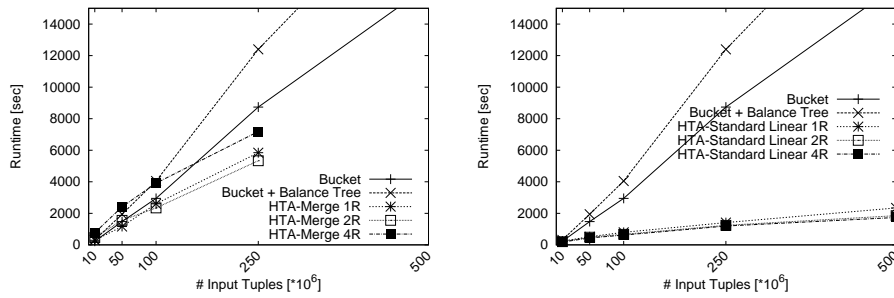 14000
12000
10000
8000
6000
4000
2000
0
Runtime [sec]
10
50
100
250
500
# Input Tuples [*10^6]
Bucket
Bucket + Balance Tree
HTA-Merge 1R
HTA-Merge 2R
HTA-Merge 4R
14000
12000
10000
8000
6000
4000
2000
0
Runtime [sec]
10
50
100
250
500
# Input Tuples [*10^6]
Bucket
Bucket + Balance Tree
HTA-Standard Linear 1R
HTA-Standard Linear 2R
HTA-Standard Linear 4R